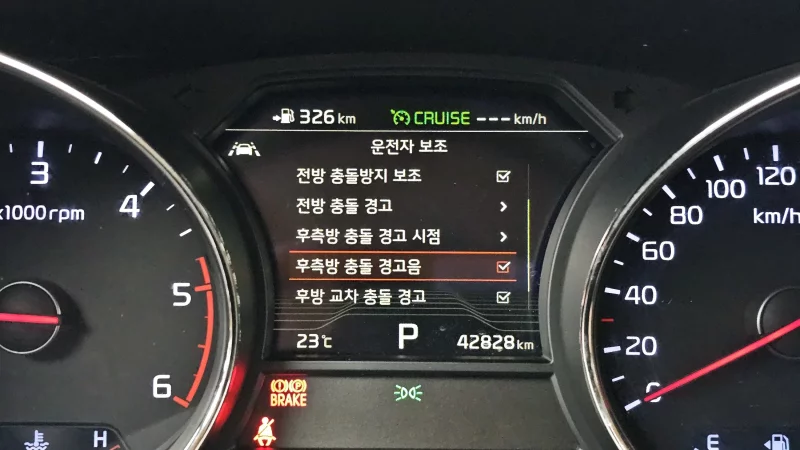 326 km CRUISE --- km/h
운전자 보조
전방 충돌방지 보조
전방 충돌 경고
후측방 충돌 경고 시점
후측방 충돌 경고음
후방 교차 충돌 경고
23℃ P 42828 km
3
4
x1000 rpm
5
6
H
120
100
80
km/h
60
40
20
0
E
(!) (P)
BRAKE